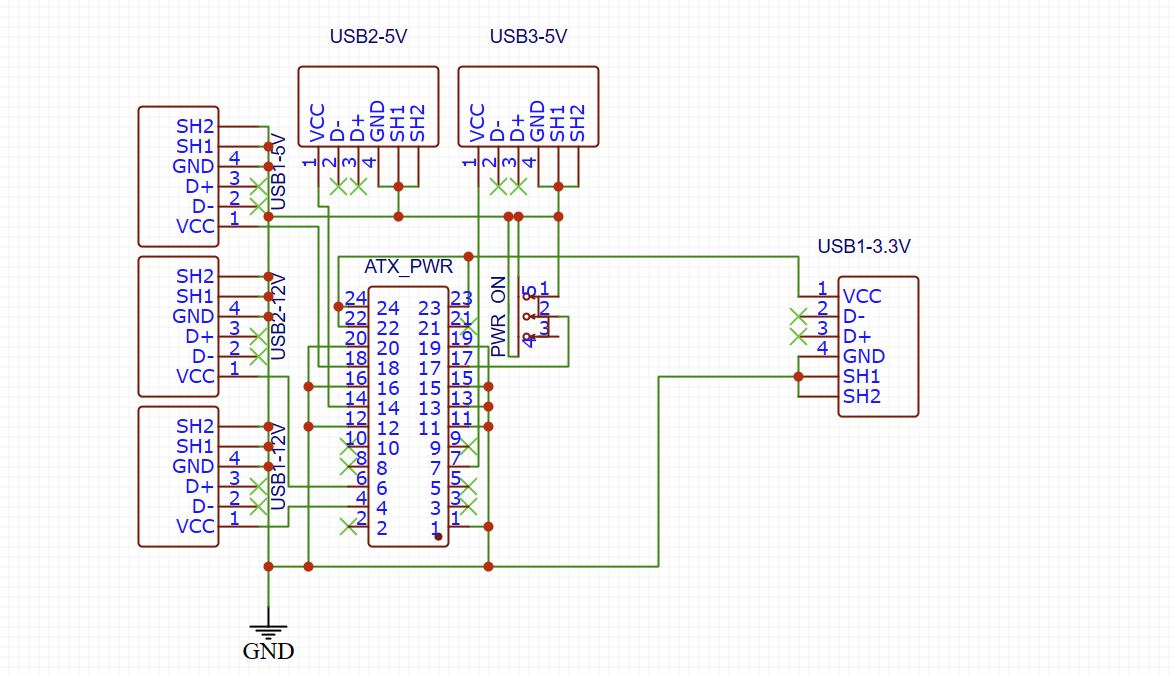 USB2-5V
USB3-5V
VCC
D-
D+
GND
SH1
SH2
1
2
3
4
VCC
D-
D+
GND
SH1
SH2
1
2
3
4
USB1-5V
SH2
SH1
GND 4
D+ 3
D- 2
VCC 1
USB2-12V
SH2
SH1
GND 4
D+ 3
D- 2
VCC 1
USB1-12V
SH2
SH1
GND 4
D+ 3
D- 2
VCC 1
ATX_PWR
24 24 23 23
22 22 21 21
20 20 19 19
18 18 17 17
16 16 15 15
14 14 13 13
12 12 11 11
10 10 9 9
8 8 7 7
6 6 5 5
4 4 3 3
2 2 1 1
PWR ON
5 1
2
4 3
USB1-3.3V
1 VCC
2 D-
3 D+
4 GND
SH1
SH2
GND